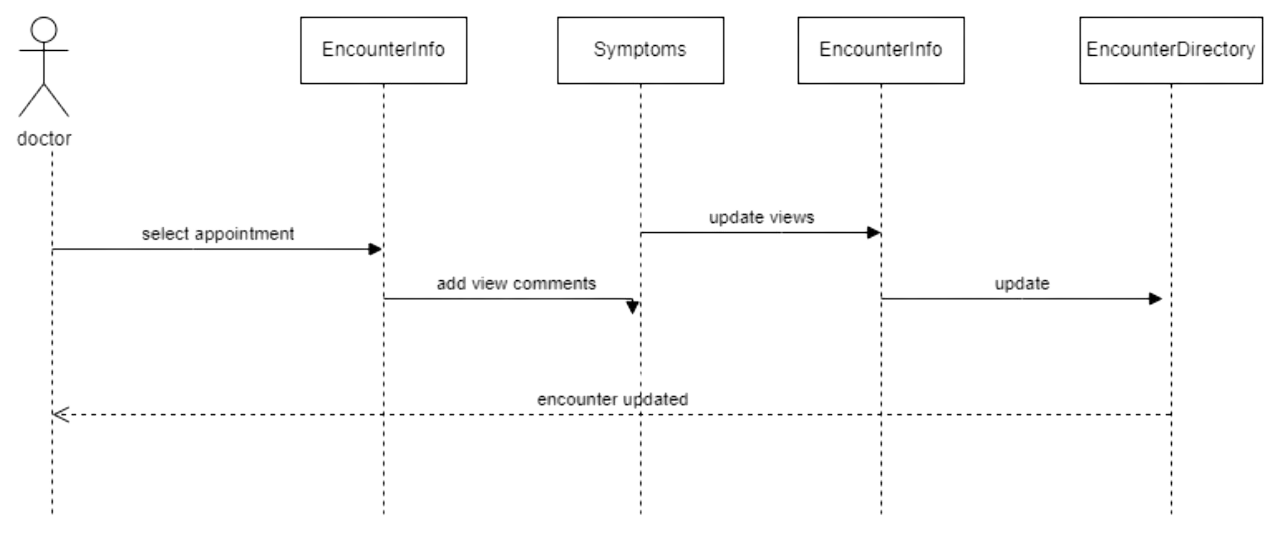 EncounterInfo
Symptoms
EncounterInfo
EncounterDirectory
doctor
update views
select appointment
add view comments
update
encounter updated